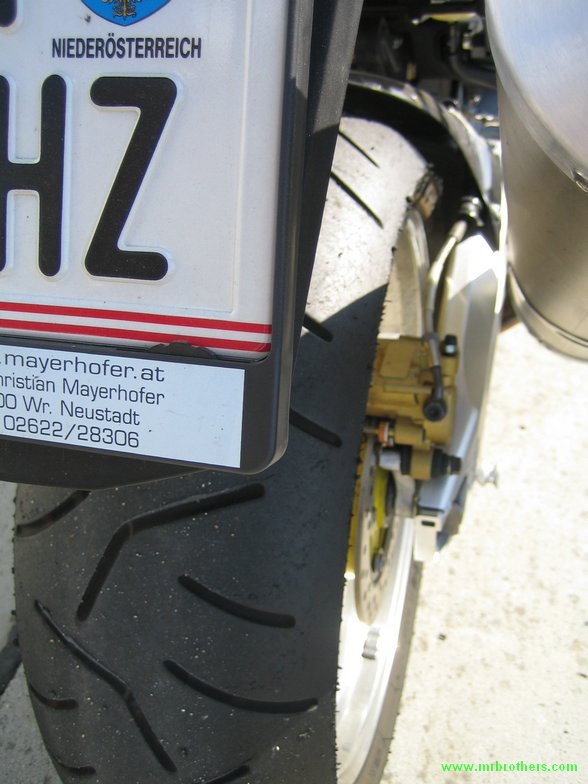 NIEDERÖSTERREICH
HZ
.mayerhofer.at
hristian Mayerhofer
00 Wr. Neustadt
02622/28306
www.mrbrothers.com